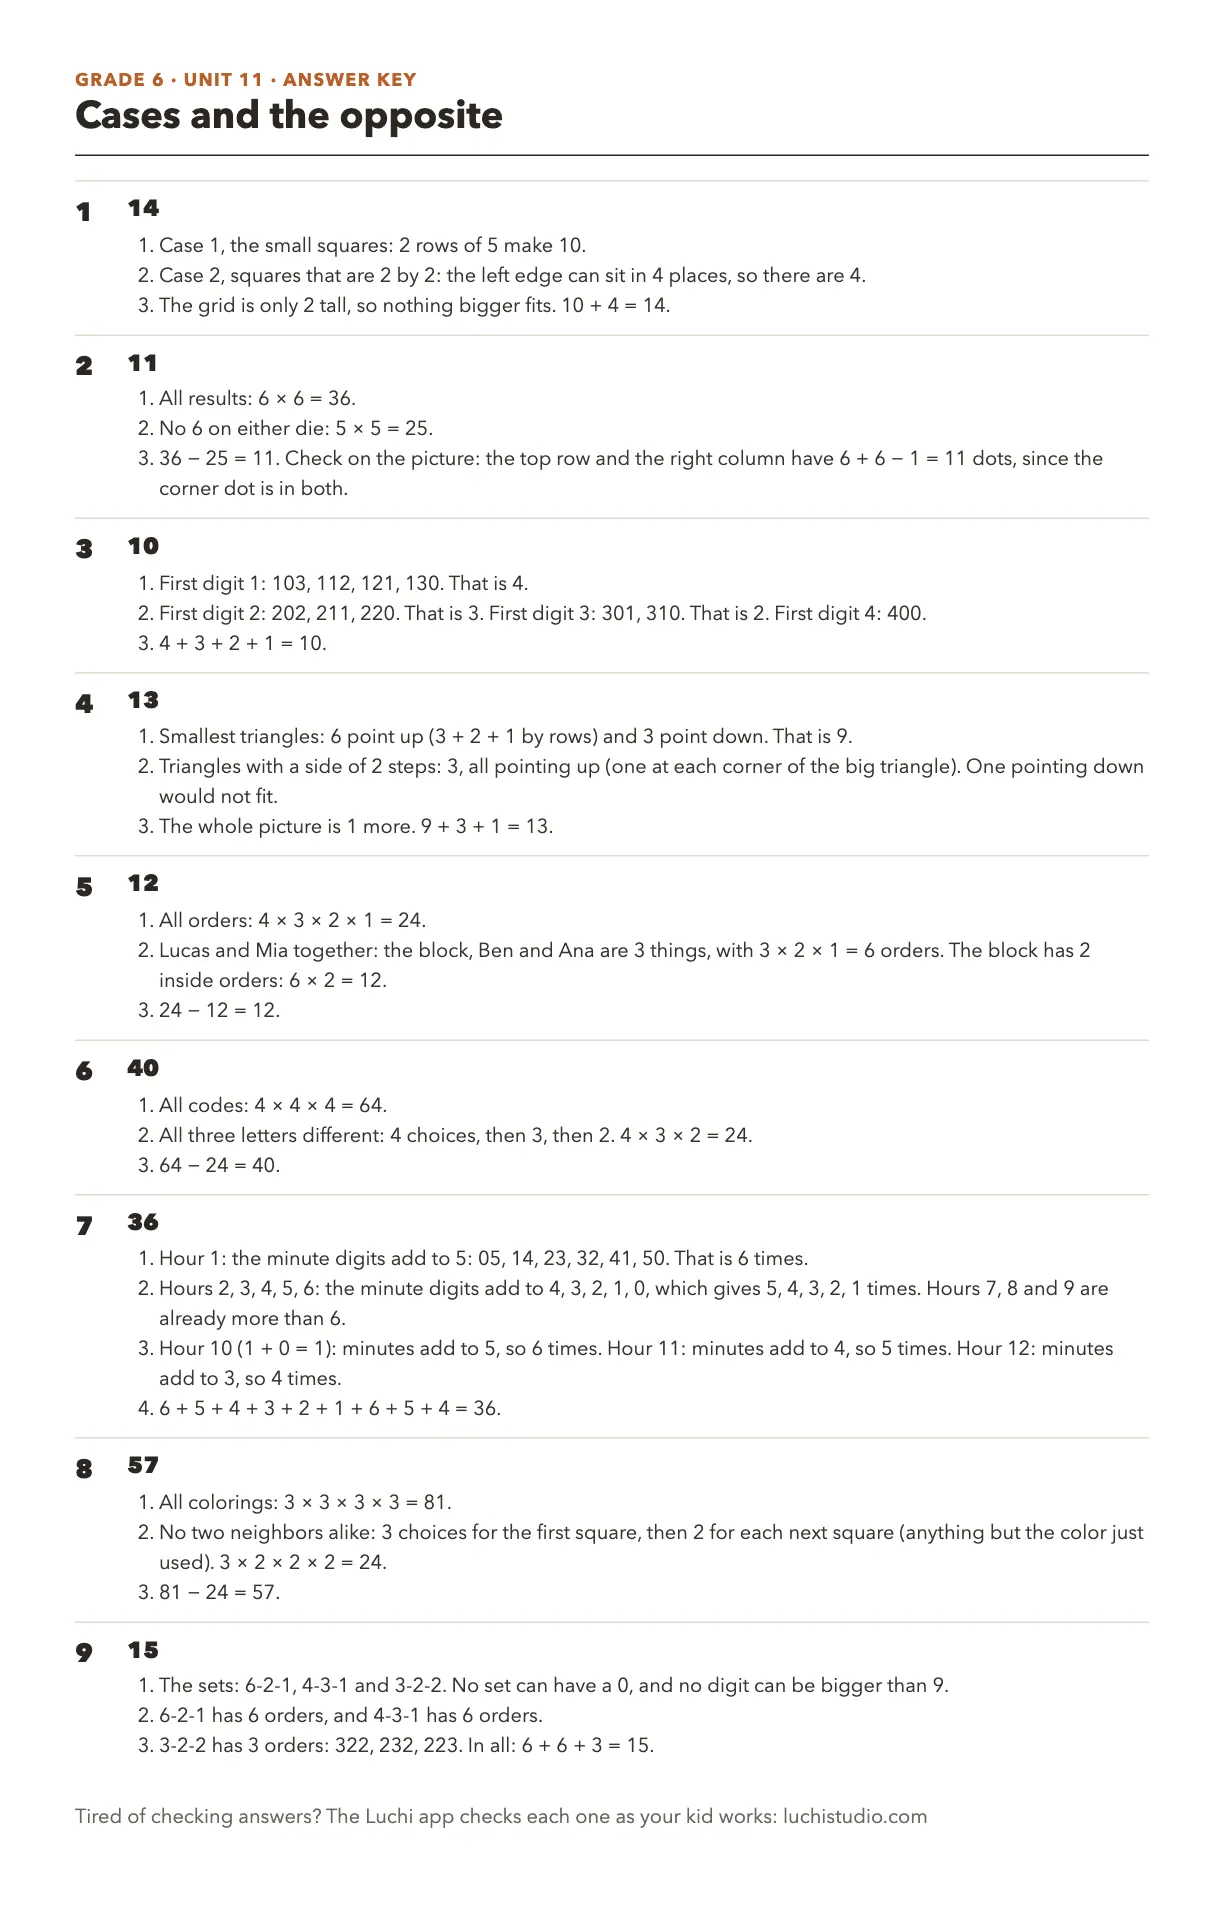 GRADE 6 · UNIT 11 · ANSWER KEY
Cases and the opposite
1 14
1. Case 1, the small squares: 2 rows of 5 make 10.
2. Case 2, squares that are 2 by 2: the left edge can sit in 4 places, so there are 4.
3. The grid is only 2 tall, so nothing bigger fits. 10 + 4 = 14.
2 11
1. All results: 6 × 6 = 36.
2. No 6 on either die: 5 × 5 = 25.
3. 36 − 25 = 11. Check on the picture: the top row and the right column have 6 + 6 − 1 = 11 dots, since the
corner dot is in both.
3 10
1. First digit 1: 103, 112, 121, 130. That is 4.
2. First digit 2: 202, 211, 220. That is 3. First digit 3: 301, 310. That is 2. First digit 4: 400.
3. 4 + 3 + 2 + 1 = 10.
4 13
1. Smallest triangles: 6 point up (3 + 2 + 1 by rows) and 3 point down. That is 9.
2. Triangles with a side of 2 steps: 3, all pointing up (one at each corner of the big triangle). One pointing down
would not fit.
3. The whole picture is 1 more. 9 + 3 + 1 = 13.
5 12
1. All orders: 4 × 3 × 2 × 1 = 24.
2. Lucas and Mia together: the block, Ben and Ana are 3 things, with 3 × 2 × 1 = 6 orders. The block has 2
inside orders: 6 × 2 = 12.
3. 24 − 12 = 12.
6 40
1. All codes: 4 × 4 × 4 = 64.
2. All three letters different: 4 choices, then 3, then 2. 4 × 3 × 2 = 24.
3. 64 − 24 = 40.
7 36
1. Hour 1: the minute digits add to 5: 05, 14, 23, 32, 41, 50. That is 6 times.
2. Hours 2, 3, 4, 5, 6: the minute digits add to 4, 3, 2, 1, 0, which gives 5, 4, 3, 2, 1 times. Hours 7, 8 and 9 are
already more than 6.
3. Hour 10 (1 + 0 = 1): minutes add to 5, so 6 times. Hour 11: minutes add to 4, so 5 times. Hour 12: minutes
add to 3, so 4 times.
4. 6 + 5 + 4 + 3 + 2 + 1 + 6 + 5 + 4 = 36.
8 57
1. All colorings: 3 × 3 × 3 × 3 = 81.
2. No two neighbors alike: 3 choices for the first square, then 2 for each next square (anything but the color just
used). 3 × 2 × 2 × 2 = 24.
3. 81 − 24 = 57.
9 15
1. The sets: 6-2-1, 4-3-1 and 3-2-2. No set can have a 0, and no digit can be bigger than 9.
2. 6-2-1 has 6 orders, and 4-3-1 has 6 orders.
3. 3-2-2 has 3 orders: 322, 232, 223. In all: 6 + 6 + 3 = 15.
Tired of checking answers? The Luchi app checks each one as your kid works: luchistudio.com